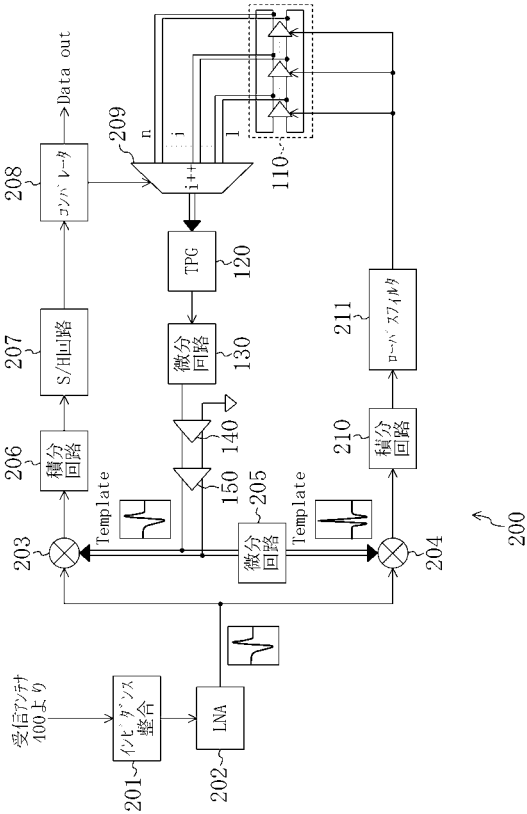 受信アンテナ
400より
インピーダンス
整合
201
LNA
202
203
Template
204
Template
微分
回路
205
206
積分
回路
207
S/H回路
208
コンパレータ
Data out
209
n
i
1
i++
TPG
120
微分
回路
130
140
150
110
210
積分
回路
211
ローパスフィルタ
200